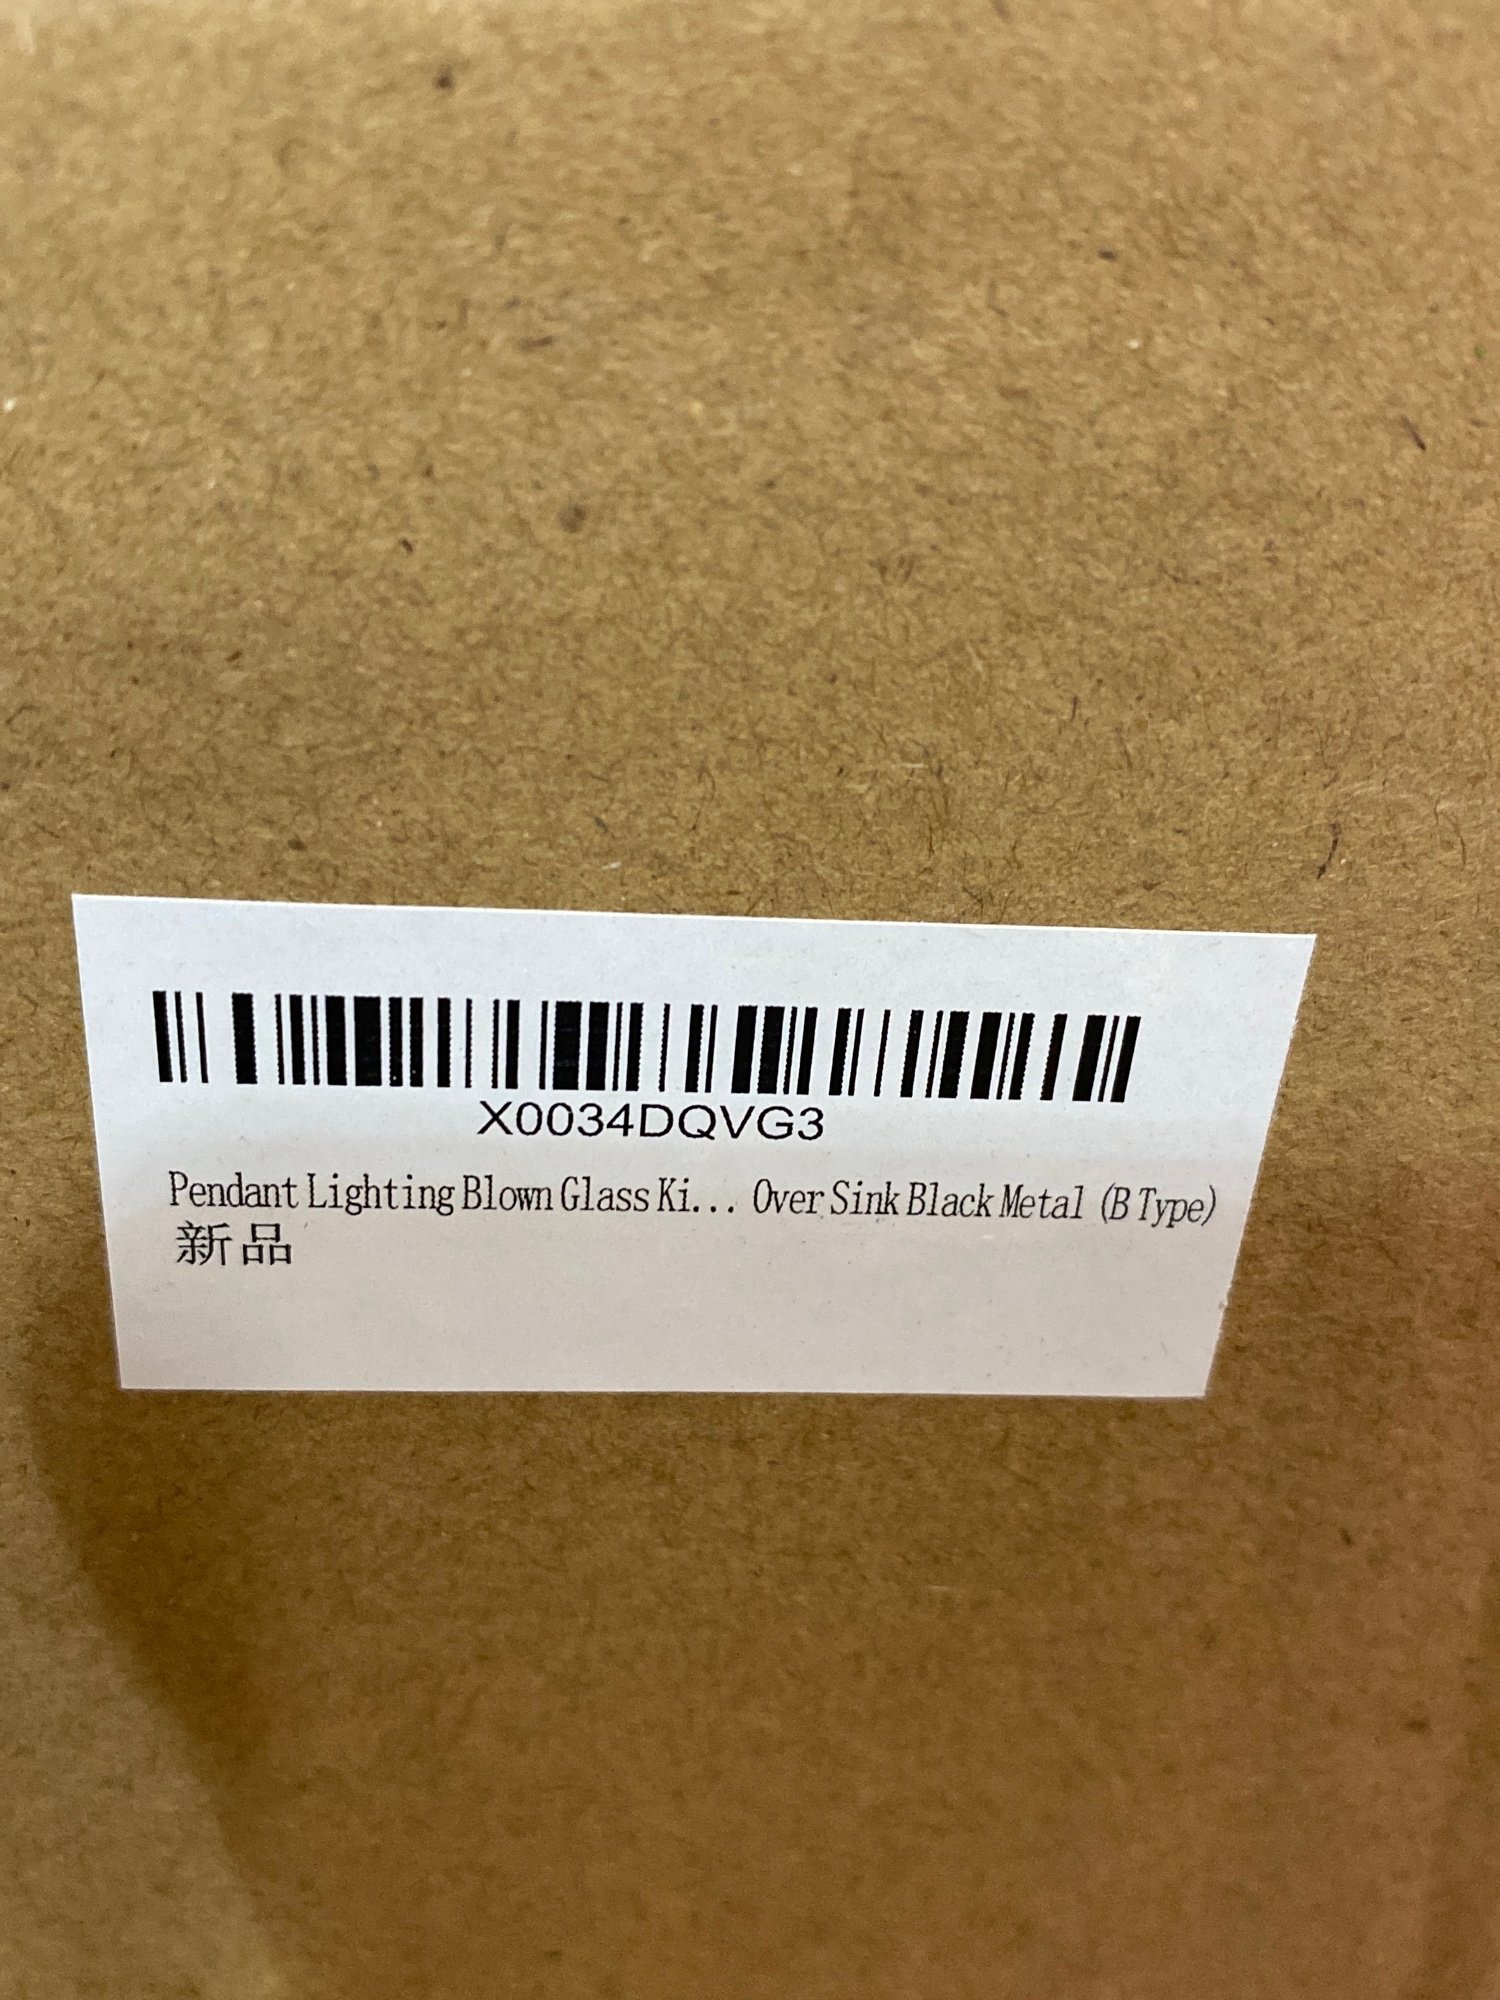 X0034DQVG3
Pendant Lighting Blown Glass Ki... Over Sink Black Metal (B Type)
新品